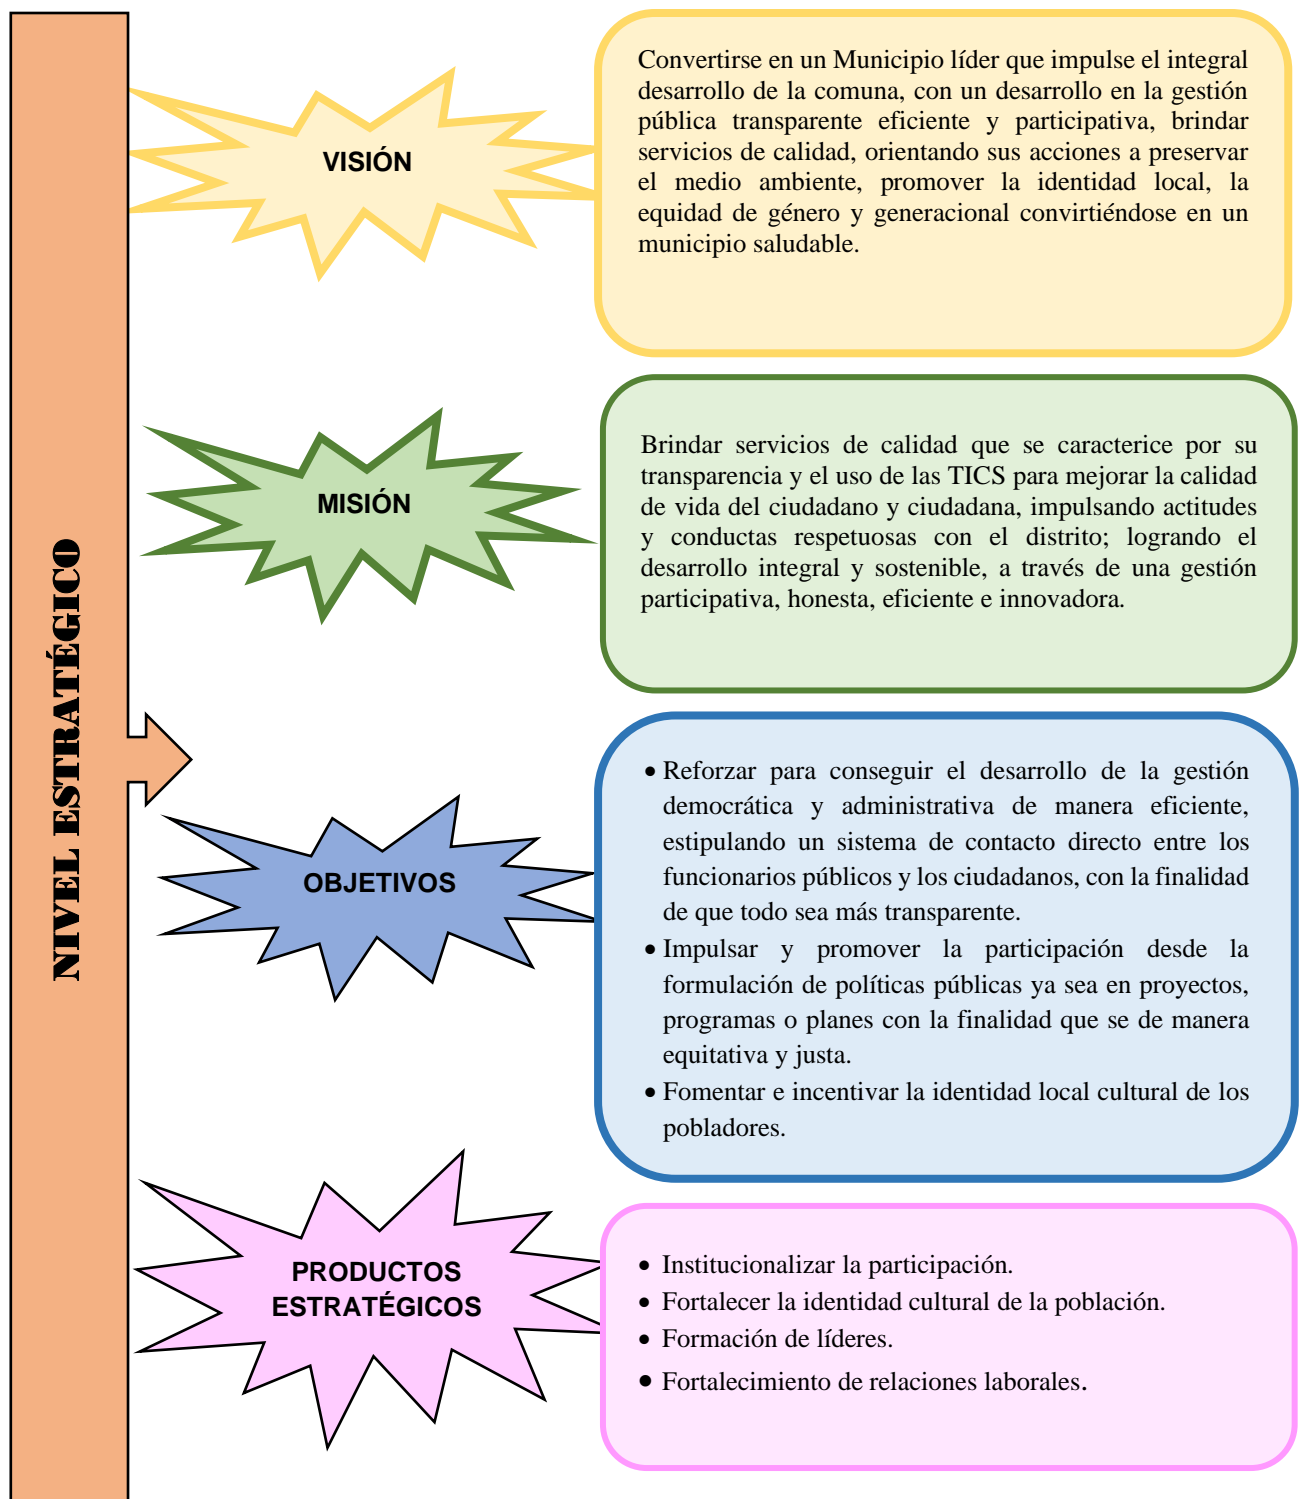 NIVEL ESTRATÉGICO
VISIÓN
Convertirse en un Municipio líder que impulse el integral
desarrollo de la comuna, con un desarrollo en la gestión
pública transparente eficiente y participativa, brindar
servicios de calidad, orientando sus acciones a preservar
el medio ambiente, promover la identidad local, la
equidad de género y generacional convirtiéndose en un
municipio saludable.
MISIÓN
Brindar servicios de calidad que se caracterice por su
transparencia y el uso de las TICS para mejorar la calidad
de vida del ciudadano y ciudadana, impulsando actitudes
y conductas respetuosas con el distrito; logrando el
desarrollo integral y sostenible, a través de una gestión
participativa, honesta, eficiente e innovadora.
OBJETIVOS
• Reforzar para conseguir el desarrollo de la gestión
democrática y administrativa de manera eficiente,
estipulando un sistema de contacto directo entre los
funcionarios públicos y los ciudadanos, con la finalidad
de que todo sea más transparente.
• Impulsar y promover la participación desde la
formulación de políticas públicas ya sea en proyectos,
programas o planes con la finalidad que se de manera
equitativa y justa.
• Fomentar e incentivar la identidad local cultural de los
pobladores.
PRODUCTOS
ESTRATÉGICOS
• Institucionalizar la participación.
• Fortalecer la identidad cultural de la población.
• Formación de líderes.
• Fortalecimiento de relaciones laborales.